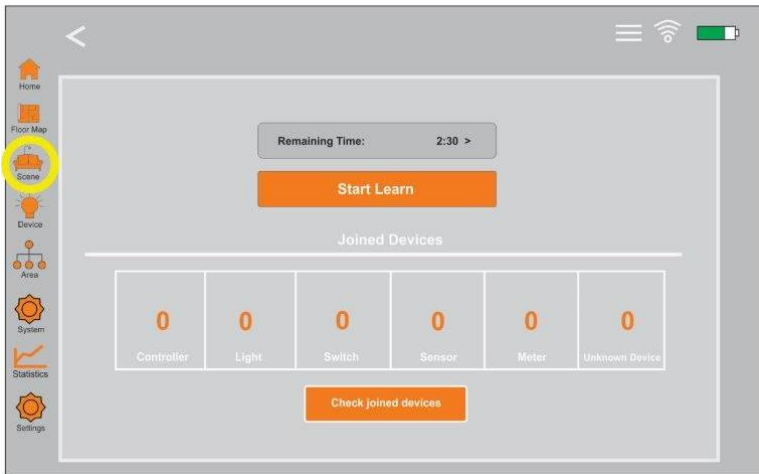 Home
Floor Map
Scene
Device
Area
System
Statistics
Settings
Remaining Time: 2:30 >
Start Learn
Joined Devices
0 0 0 0 0 0
Controller Light Switch Sensor Meter Unknown Device
Check joined devices